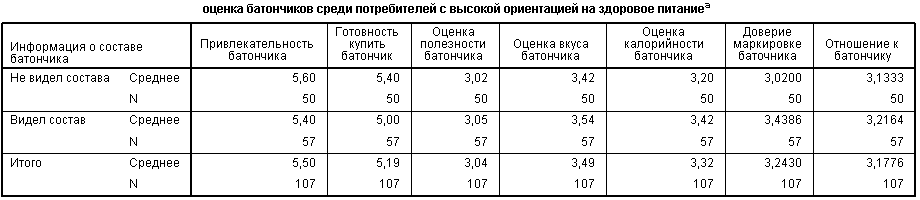 оценка батончиков среди потребителей с высокой ориентацией на здоровое питаниеᵃ
Информация о составе батончика Привлекательность батончика Готовность купить батончик Оценка полезности батончика Оценка вкуса батончика Оценка калорийности батончика Доверие маркировке баточника Отношение к батончику
Не видел состава Среднее 5,60 5,40 3,02 3,42 3,20 3,0200 3,1333
N 50 50 50 50 50 50 50
Видел состав Среднее 5,40 5,00 3,05 3,54 3,42 3,4386 3,2164
N 57 57 57 57 57 57 57
Итого Среднее 5,50 5,19 3,04 3,49 3,32 3,2430 3,1776
N 107 107 107 107 107 107 107